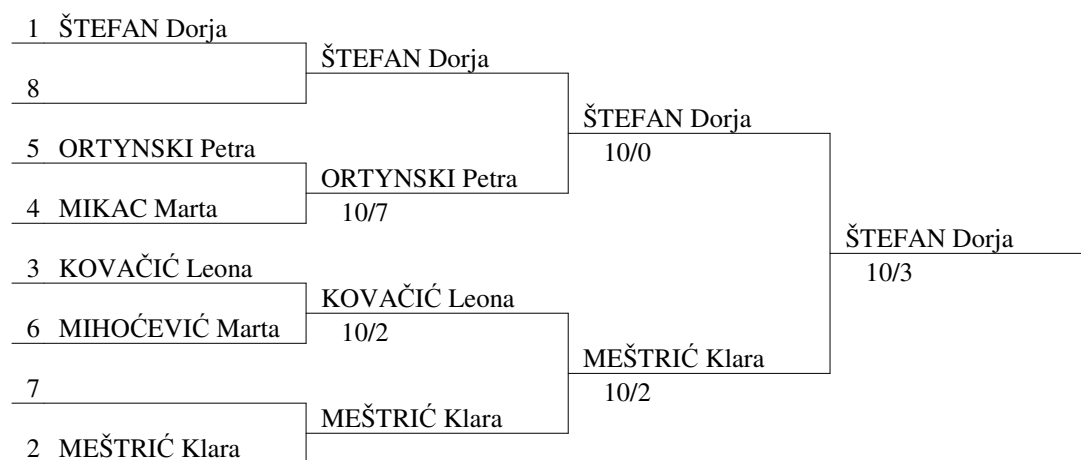 1 ŠTEFAN Dorja
8
5 ORTYNSKI Petra
4 MIKAC Marta
3 KOVAČIĆ Leona
6 MIHOĆEVIĆ Marta
7
2 MEŠTRIĆ Klara
ŠTEFAN Dorja
ORTYNSKI Petra
10/7
KOVAČIĆ Leona
10/2
MEŠTRIĆ Klara
ŠTEFAN Dorja
10/0
MEŠTRIĆ Klara
10/2
ŠTEFAN Dorja
10/3